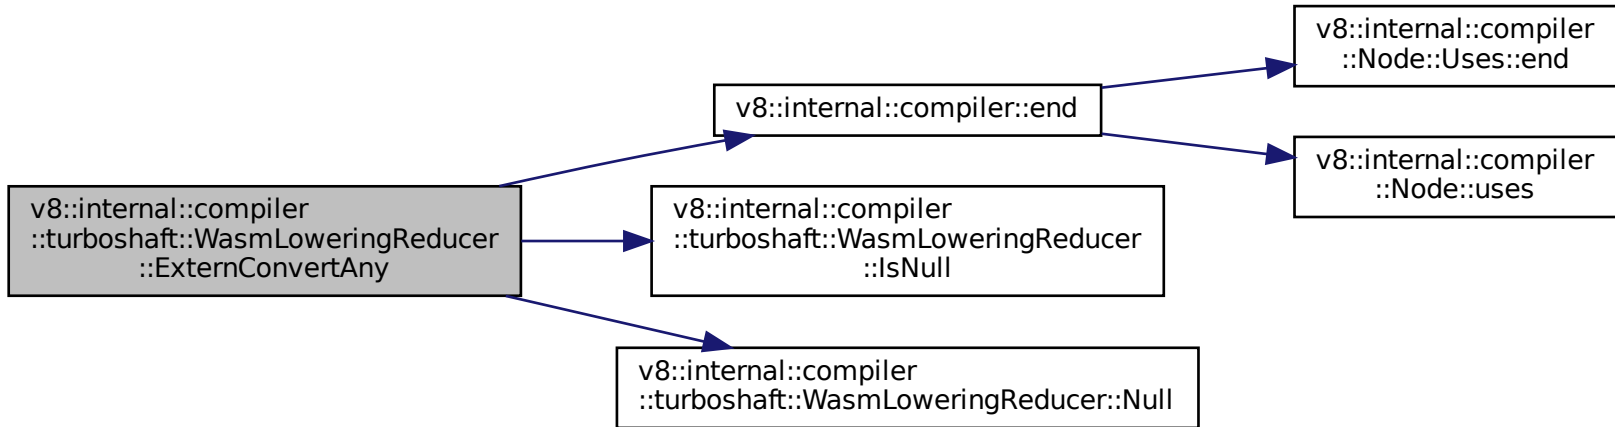 v8::internal::compiler
::turboshaft::WasmLoweringReducer
::ExternConvertAny
v8::internal::compiler::end
v8::internal::compiler
::Node::Uses::end
v8::internal::compiler
::Node::uses
v8::internal::compiler
::turboshaft::WasmLoweringReducer
::IsNull
v8::internal::compiler
::turboshaft::WasmLoweringReducer::Null